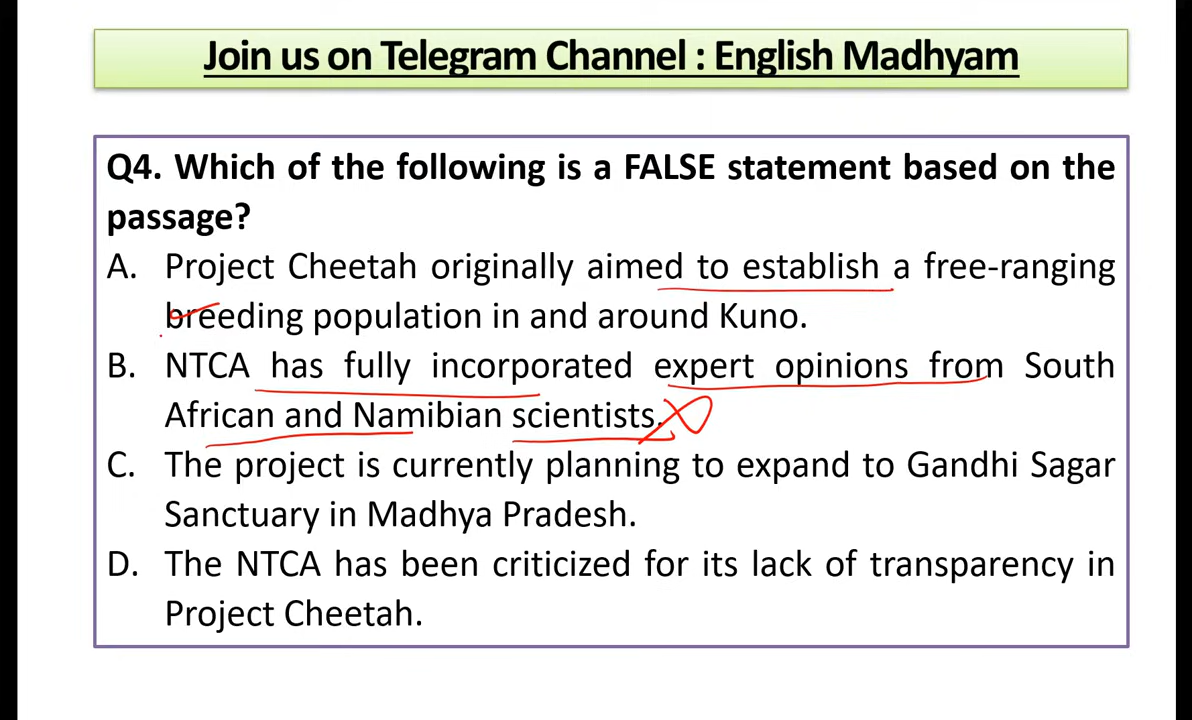 Join us on Telegram Channel : English Madhyam
Q4. Which of the following is a FALSE statement based on the
passage?
A. Project Cheetah originally aimed to establish a free-ranging
breeding population in and around Kuno.
B. NTCA has fully incorporated expert opinions from South
African and Namibian scientists.
C. The project is currently planning to expand to Gandhi Sagar
Sanctuary in Madhya Pradesh.
D. The NTCA has been criticized for its lack of transparency in
Project Cheetah.